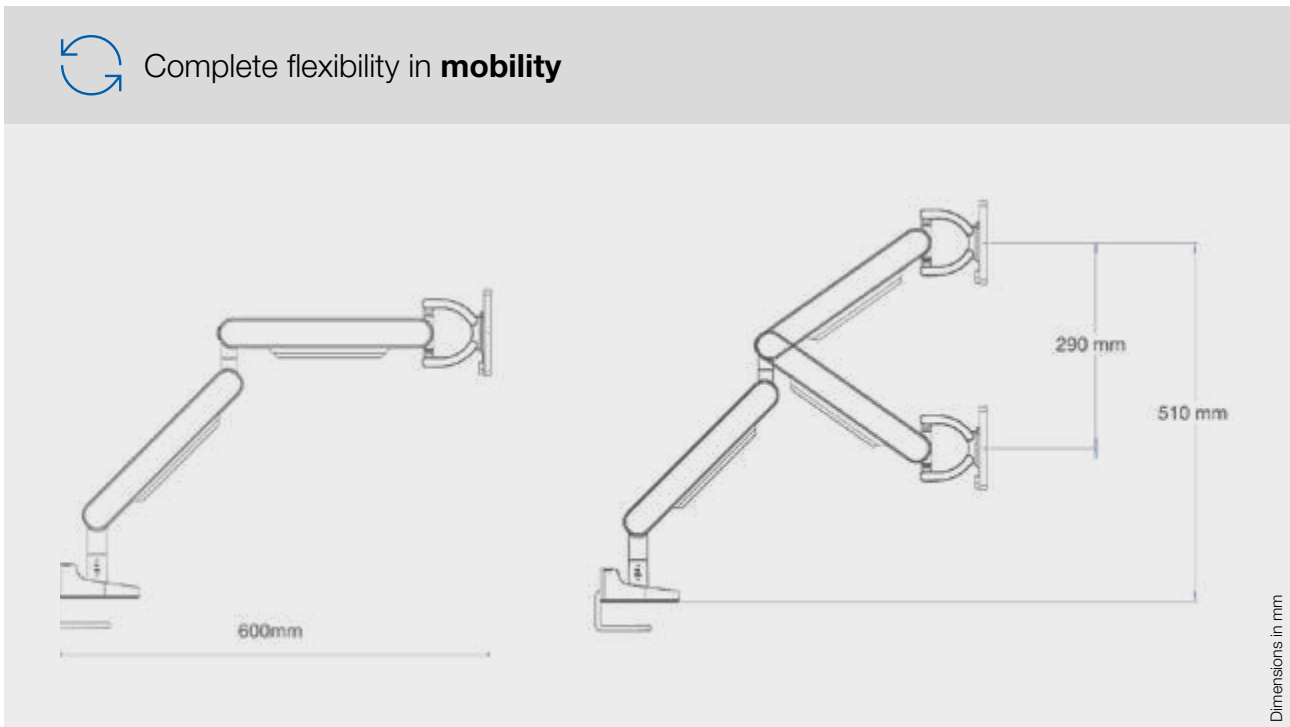 Complete flexibility in mobility
290 mm
510 mm
600mm
Dimensions in mm